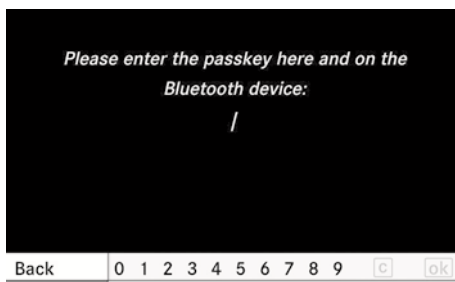 Please enter the passkey here and on the
Bluetooth device:
Back 0 1 2 3 4 5 6 7 8 9 c ok